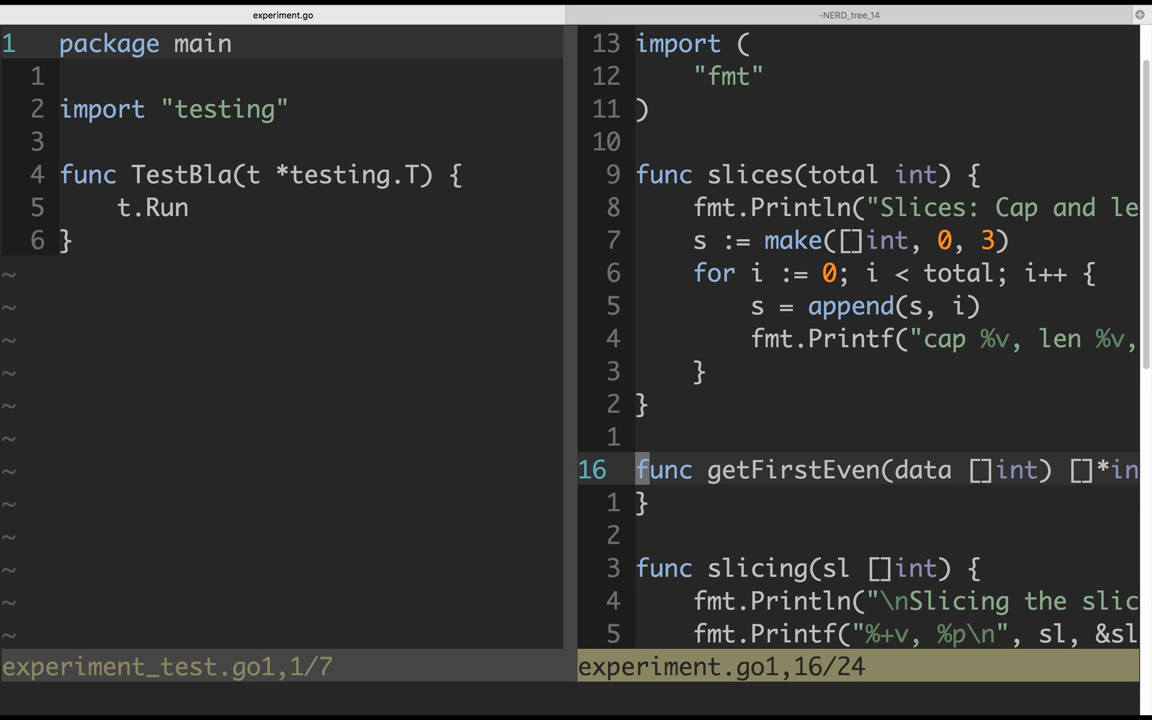 experiment.go
-NERD_tree_14
1 package main
1
2 import "testing"
3
4 func TestBla(t *testing.T) {
5 t.Run
6 }
~
~
~
~
~
~
~
~
~
~
~
~
experiment_test.go1,1/7
13 import (
12 "fmt"
11 )
10
9 func slices(total int) {
8 fmt.Println("Slices: Cap and le
7 s := make([]int, 0, 3)
6 for i := 0; i < total; i++ {
5 s = append(s, i)
4 fmt.Printf("cap %v, len %v,
3 }
2 }
1
16 func getFirstEven(data []int) []*in
1 }
2
3 func slicing(sl []int) {
4 fmt.Println("\nSlicing the slic
5 fmt.Printf("%+v, %p\n", sl, &sl
experiment.go1,16/24